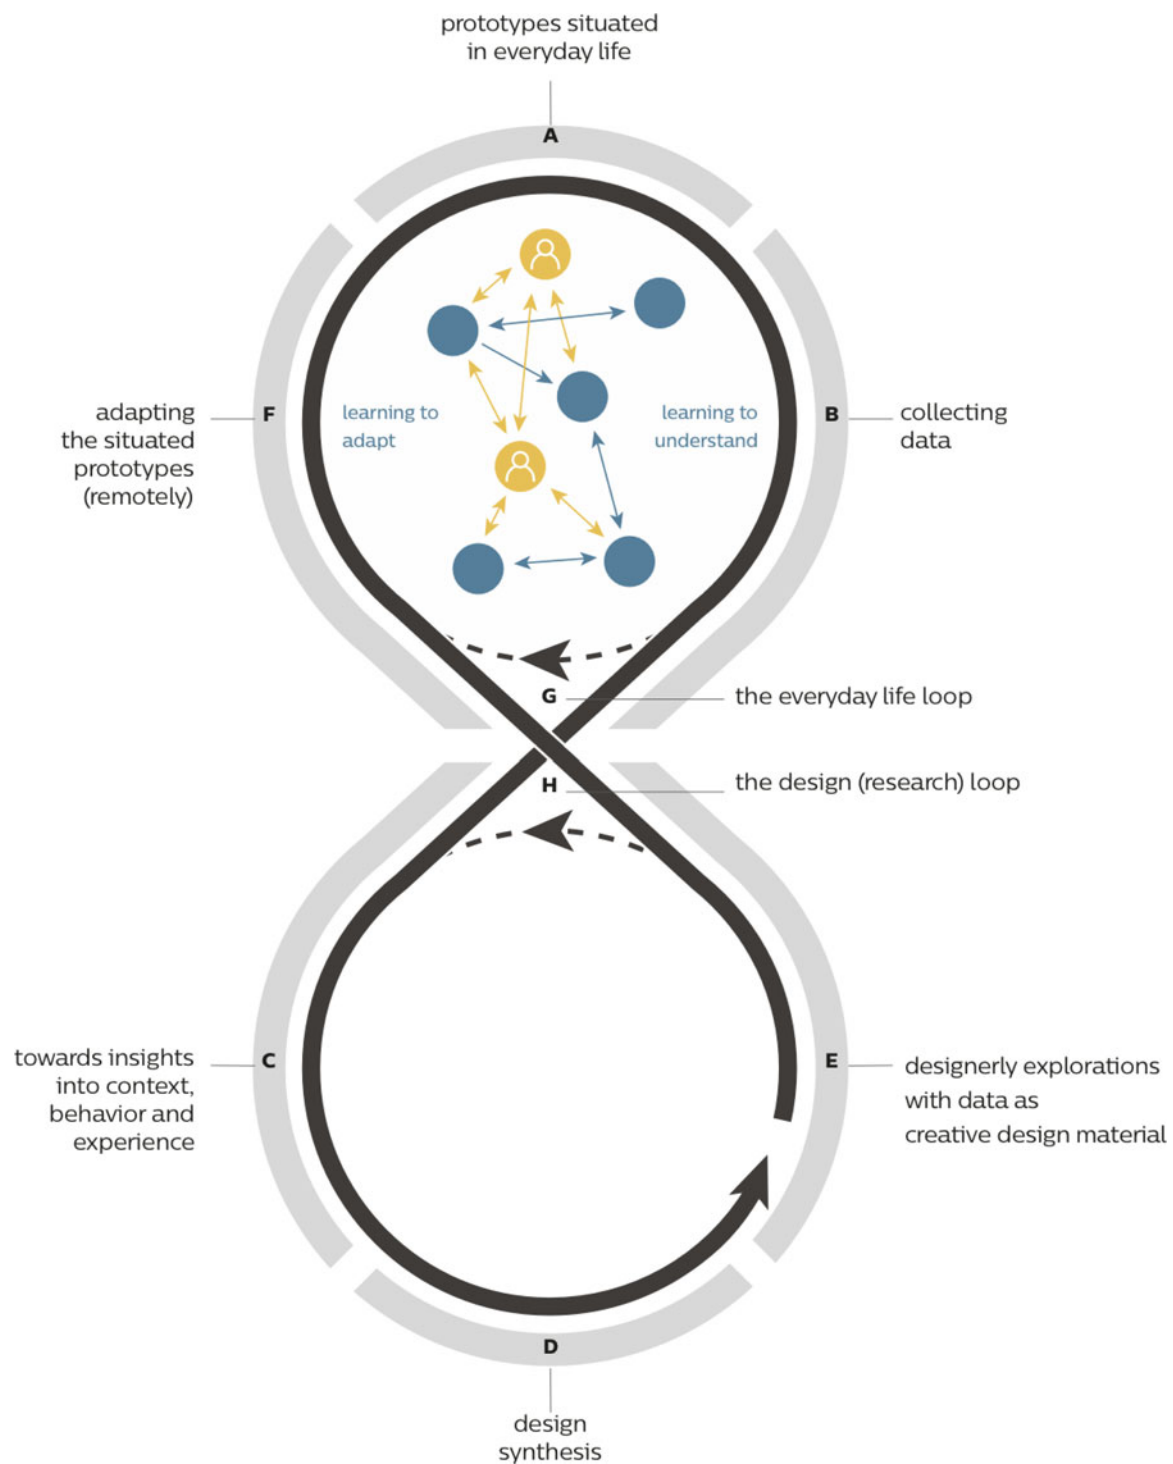 prototypes situated
in everyday life
A
F
adapting
the situated
prototypes
(remotely)
learning to
adapt
learning to
understand
B
collecting
data
G
the everyday life loop
H
the design (research) loop
C
towards insights
into context,
behavior and
experience
E
designerly explorations
with data as
creative design material
D
design
synthesis